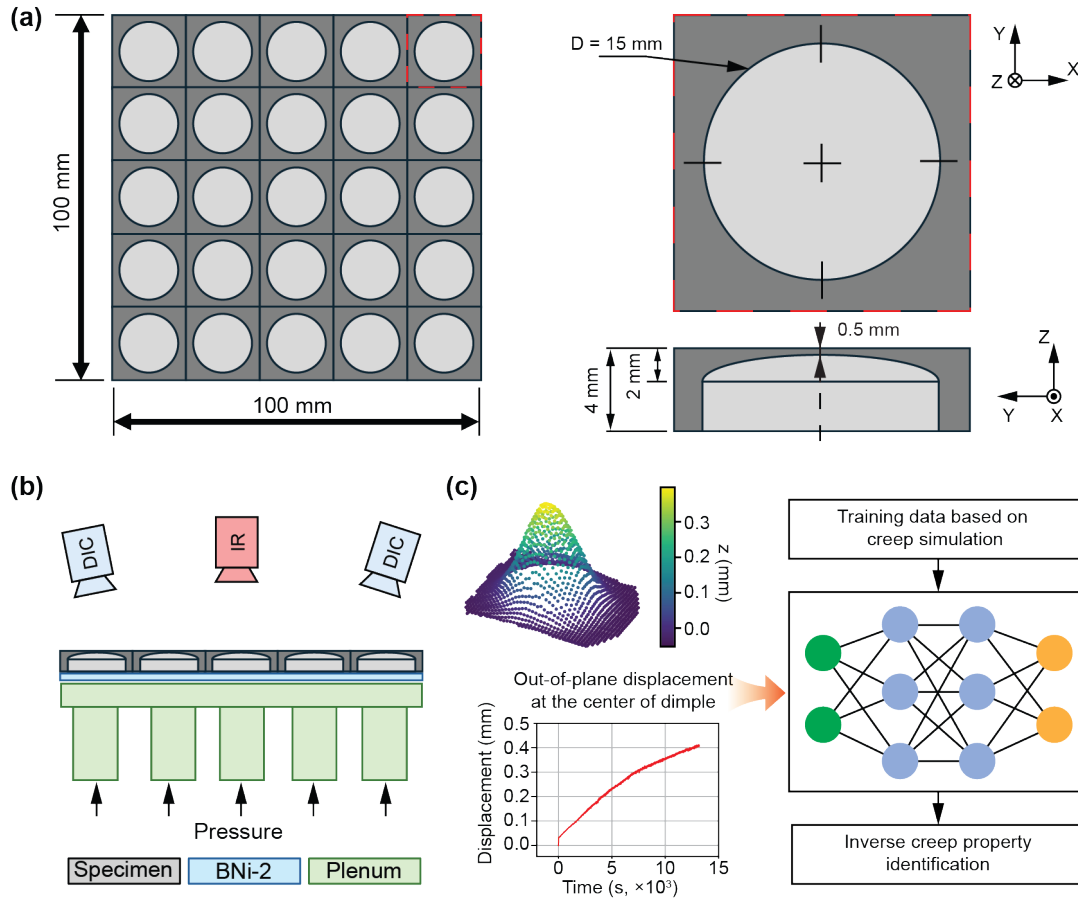 (a)
100 mm
100 mm
D = 15 mm
Y
Z
X
0.5 mm
4 mm
2 mm
Z
Y
X
(b)
DIC
IR
DIC
Pressure
Specimen
BNi-2
Plenum
(c)
0.3
0.2
0.1
0.0
z (mm)
Out-of-plane displacement
at the center of dimple
Displacement (mm)
0.5
0.4
0.3
0.2
0.1
0.0
0
5
10
15
Time (s, ×10³)
Training data based on
creep simulation
Inverse creep property
identification